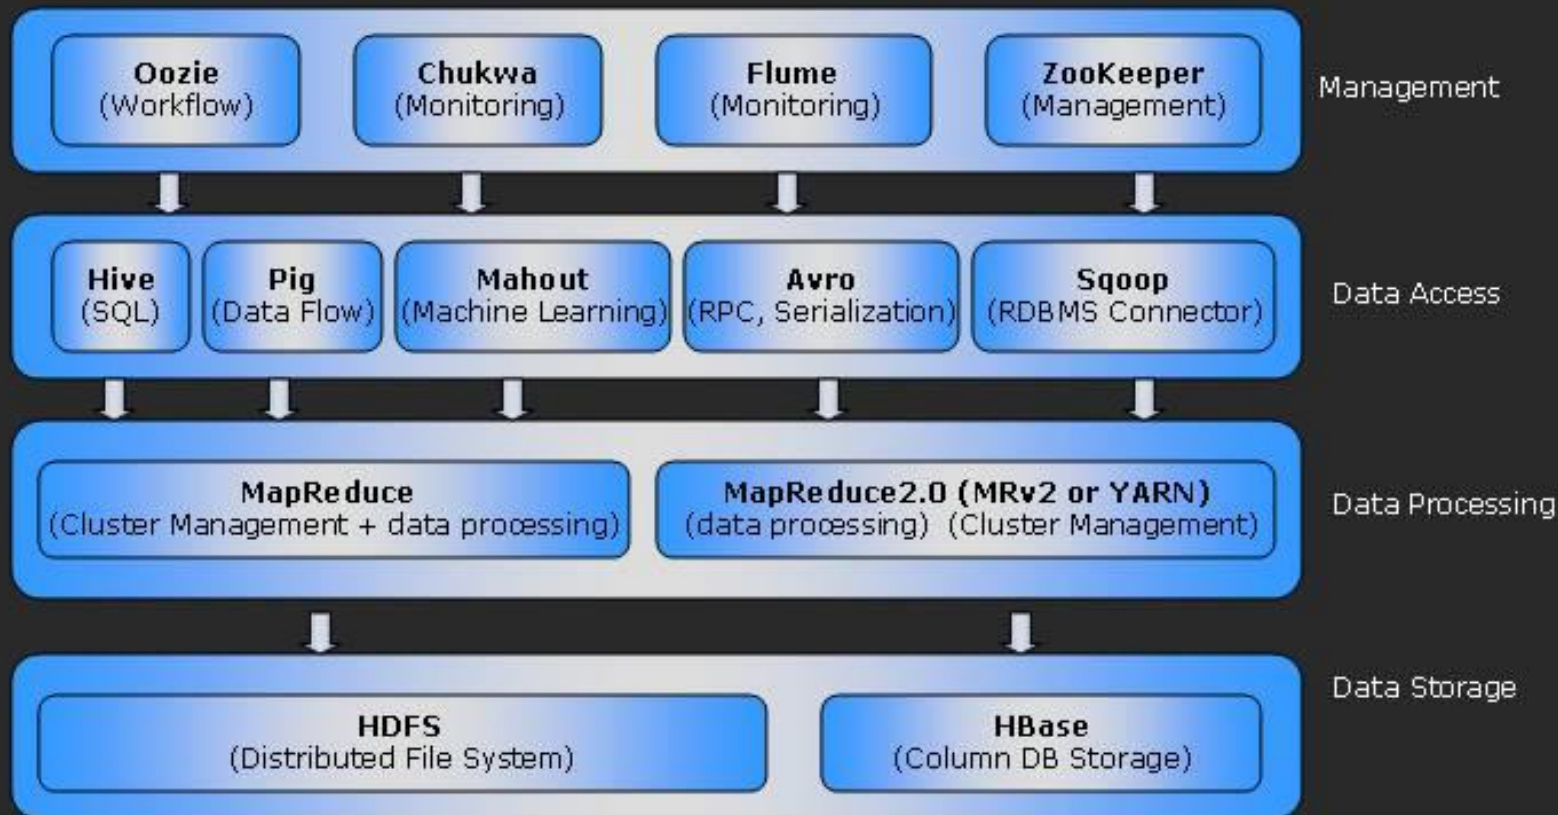 Oozie
(Workflow)
Chukwa
(Monitoring)
Flume
(Monitoring)
ZooKeeper
(Management)
Management
Hive
(SQL)
Pig
(Data Flow)
Mahout
(Machine Learning)
Avro
(RPC, Serialization)
Sqoop
(RDBMS Connector)
Data Access
MapReduce
(Cluster Management + data processing)
MapReduce2.0 (MRv2 or YARN)
(data processing) (Cluster Management)
Data Processing
HDFS
(Distributed File System)
HBase
(Column DB Storage)
Data Storage